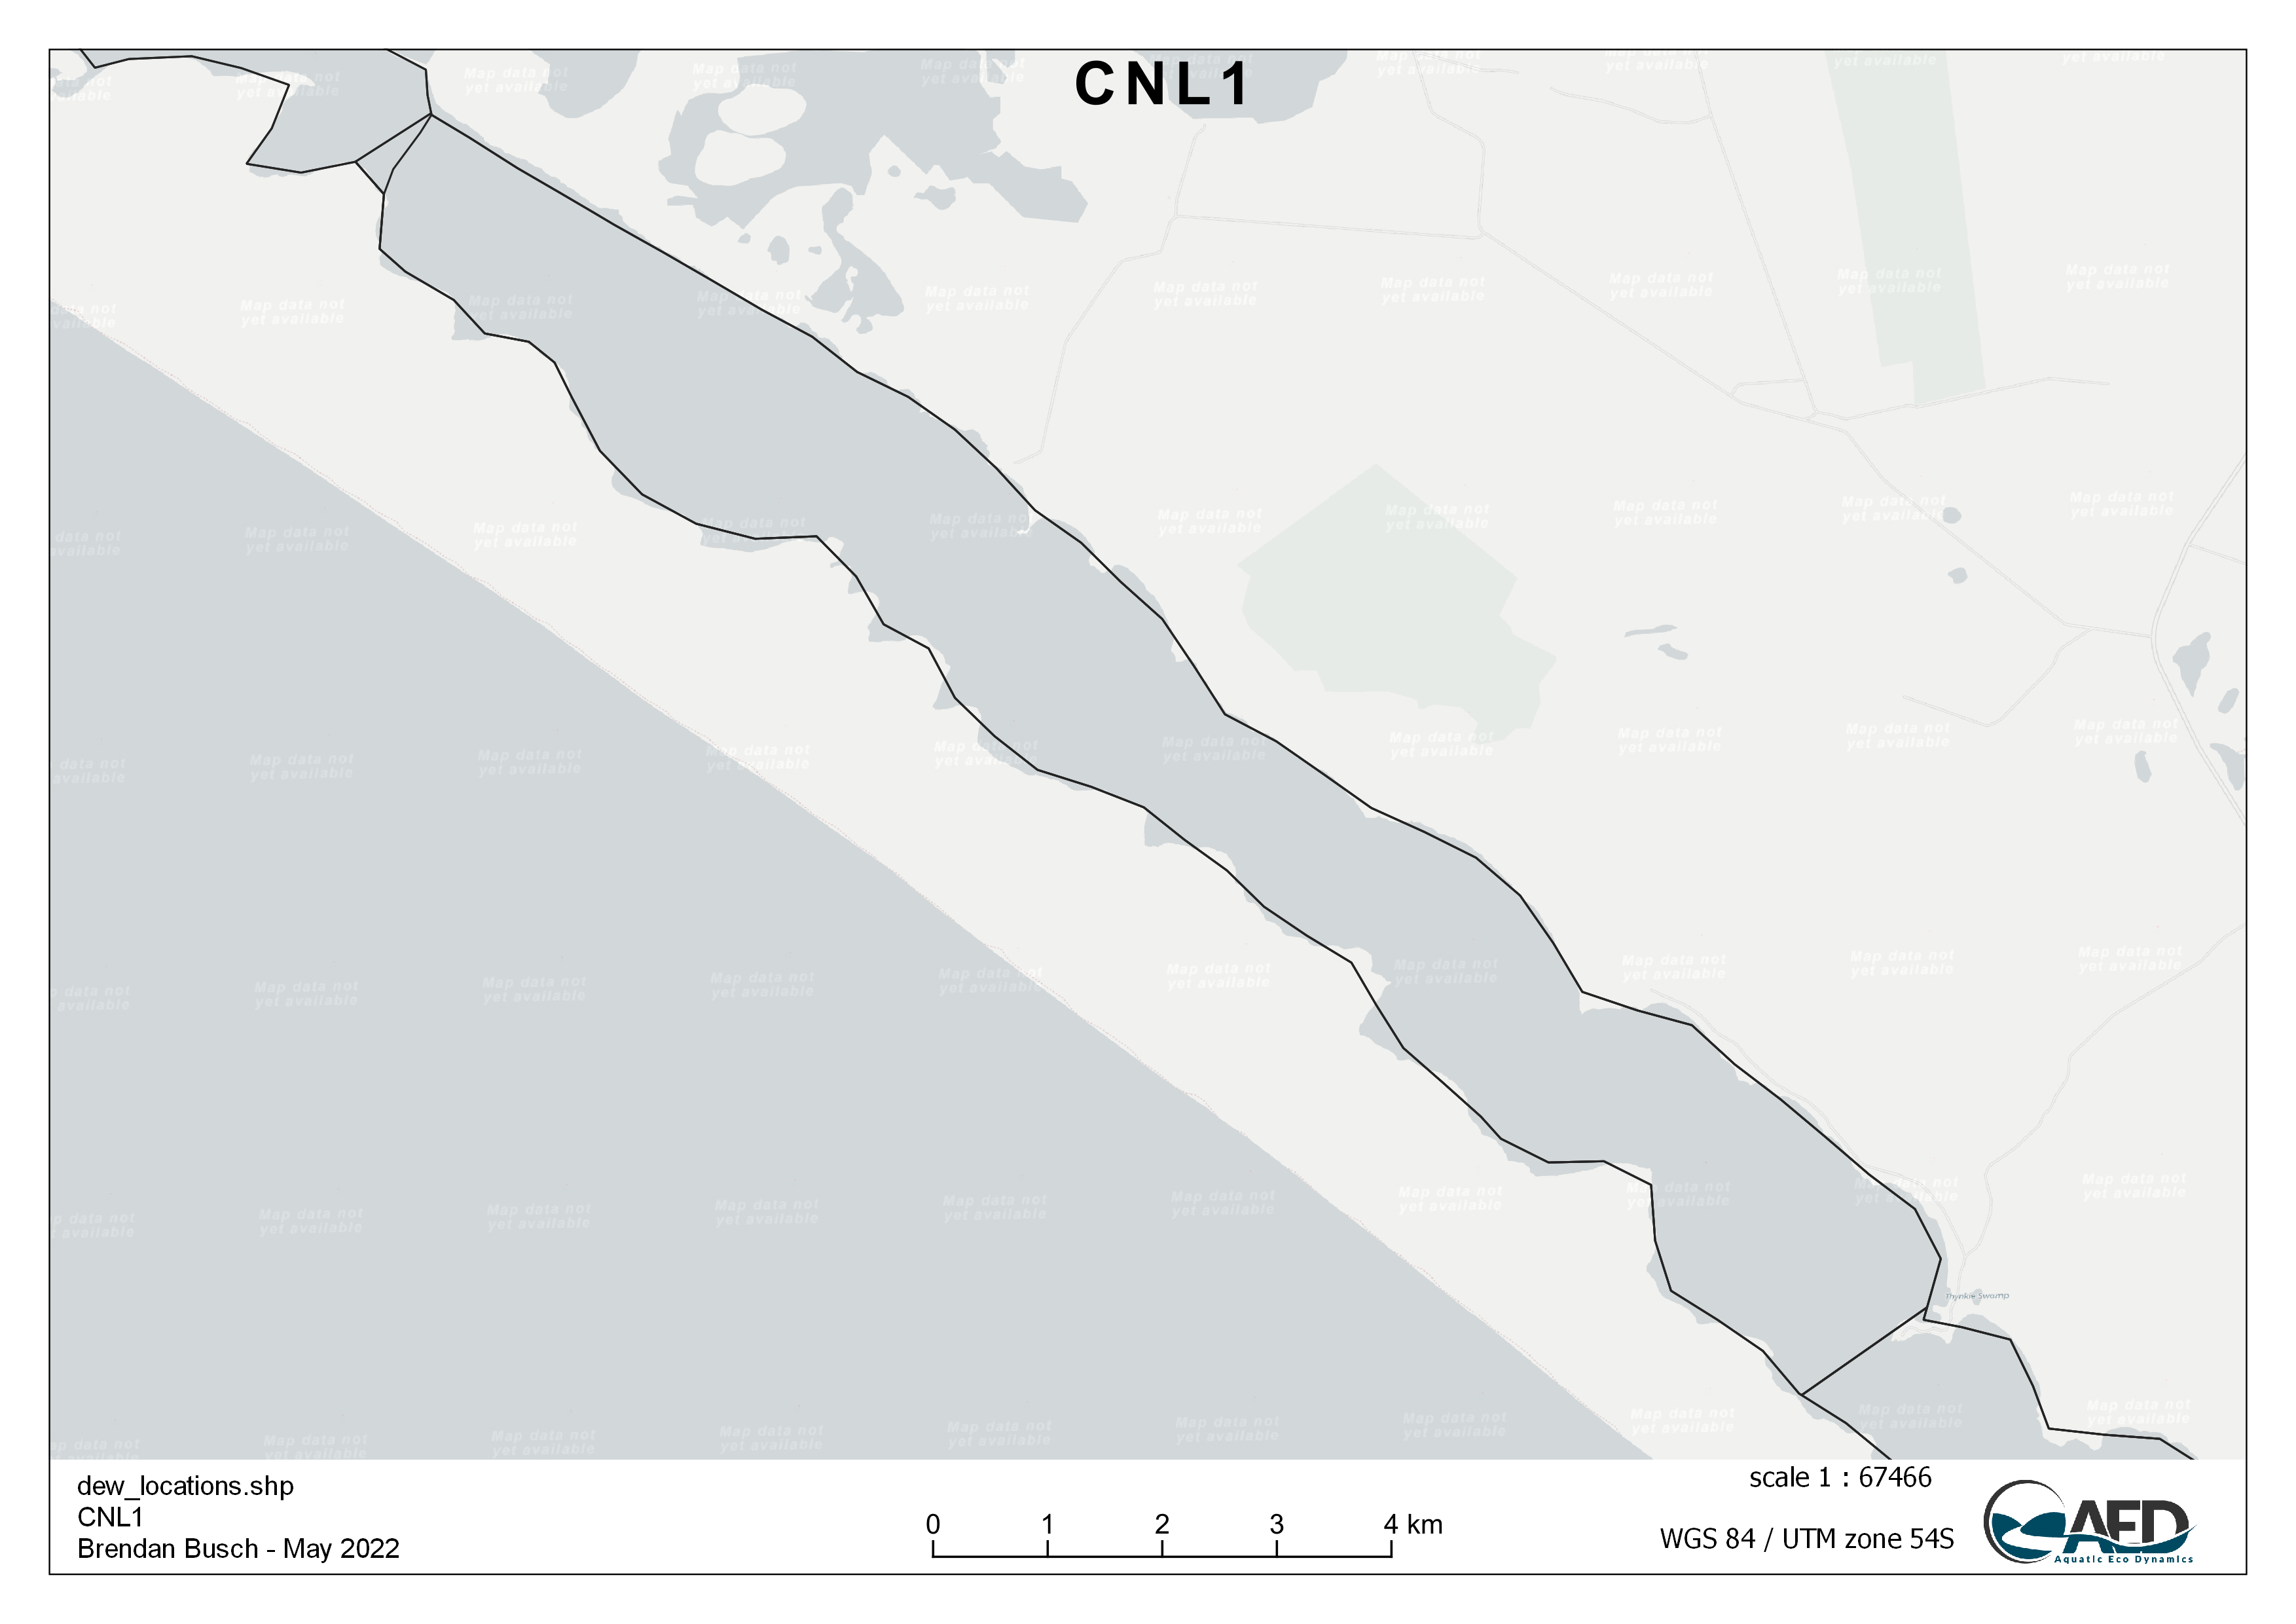 CNL1
Map data not
yet available
Thynkie Swamp
dew_locations.shp
CNL1
Brendan Busch - May 2022
0 1 2 3 4 km
scale 1 : 67466
WGS 84 / UTM zone 54S
AED
Aquatic Eco Dynamics